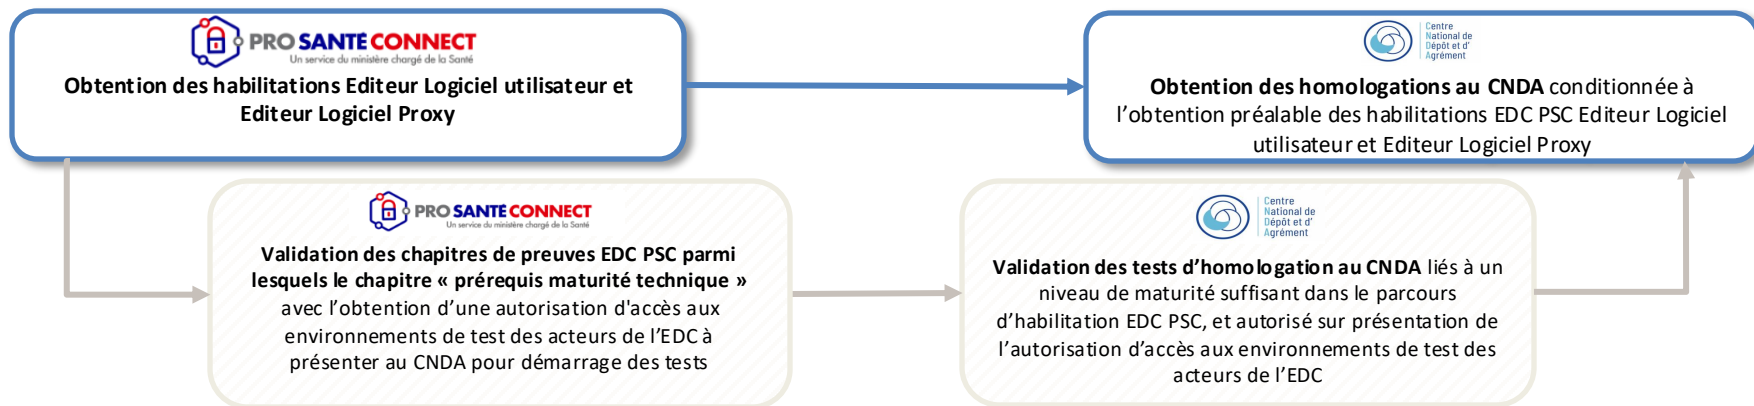 PRO SANTÉ CONNECT
Un service du ministère chargé de la Santé
Obtention des habilitations Editeur Logiciel utilisateur et
Editeur Logiciel Proxy
Centre
National de
Dépôt et d'
Agrément
Obtention des homologations au CNDA conditionnée à
l’obtention préalable des habilitations EDC PSC Editeur Logiciel
utilisateur et Editeur Logiciel Proxy
PRO SANTÉ CONNECT
Un service du ministère chargé de la Santé
Validation des chapitres de preuves EDC PSC parmi
lesquels le chapitre « prérequis maturité technique »
avec l’obtention d’une autorisation d'accès aux
environnements de test des acteurs de l’EDC à
présenter au CNDA pour démarrage des tests
Centre
National de
Dépôt et d'
Agrément
Validation des tests d’homologation au CNDA liés à un
niveau de maturité suffisant dans le parcours
d’habilitation EDC PSC, et autorisé sur présentation de
l’autorisation d’accès aux environnements de test des
acteurs de l’EDC